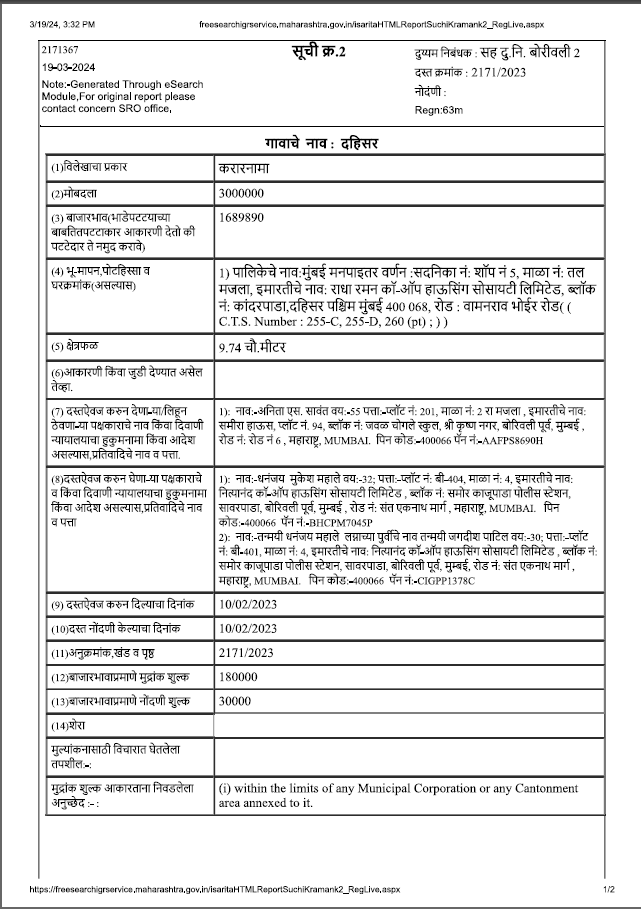 3/19/24, 3:32 PM
freesearchigrservice.maharashtra.gov.in/isaritaHTMLReportSuchiKramank2_RegLive.aspx
2171367
19-03-2024
Note:-Generated Through eSearch
Module,For original report please
contact concern SRO office.
सूची क्र.2
दुय्यम निबंधक : सह दु.नि. बोरीवली 2
दस्त क्रमांक : 2171/2023
नोदंणी :
Regn:63m
गावाचे नाव : दहिसर
(1)विलेखाचा प्रकार
करारनामा
(2)मोबदला
3000000
(3) बाजारभाव(भाडेपटटयाच्या
बाबतितपटटाकार आकारणी देतो की
पटटेदार ते नमुद करावे)
1689890
(4) भू-मापन,पोटहिस्सा व
घरक्रमांक(असल्यास)
1) पालिकेचे नाव:मुंबई मनपाइतर वर्णन :सदनिका नं: शॉप नं 5, माळा नं: तल
मजला, इमारतीचे नाव: राधा रमन कॉ-ऑप हाऊसिंग सोसायटी लिमिटेड, ब्लॉक
नं: कांदरपाडा,दहिसर पश्चिम मुंबई 400 068, रोड : वामनराव भोईर रोड( (
C.T.S. Number : 255-C, 255-D, 260 (pt) ; ) )
(5) क्षेत्रफळ
9.74 चौ.मीटर
(6)आकारणी किंवा जुडी देण्यात असेल
तेव्हा.
(7) दस्तऐवज करुन देणा-या/लिहून
ठेवणा-या पक्षकाराचे नाव किंवा दिवाणी
न्यायालयाचा हुकुमनामा किंवा आदेश
असल्यास,प्रतिवादिचे नाव व पत्ता.
1): नाव:-अनिता एस. सावंत वय:-55 पत्ता:-प्लॉट नं: 201, माळा नं: 2 रा मजला , इमारतीचे नाव:
समीरा हाऊस, प्लॉट नं. 94, ब्लॉक नं: जवळ चोगले स्कुल, श्री कृष्ण नगर, बोरिवली पूर्व, मुम्बई ,
रोड नं: रोड नं 6 , महाराष्ट्र, MUMBAI. पिन कोड:-400066 पॅन नं:-AAFPS8690H
(8)दस्तऐवज करुन घेणा-या पक्षकाराचे
व किंवा दिवाणी न्यायालयाचा हुकुमनामा
किंवा आदेश असल्यास,प्रतिवादिचे नाव
व पत्ता
1): नाव:-धनंजय मुकेश महाले वय:-32; पत्ता:-प्लॉट नं: बी-404, माळा नं: 4, इमारतीचे नाव:
नित्यानंद कॉ-ऑप हाऊसिंग सोसायटी लिमिटेड , ब्लॉक नं: समोर काजूपाडा पोलीस स्टेशन,
सावरपाडा, बोरिवली पूर्व, मुम्बई , रोड नं: संत एकनाथ मार्ग , महाराष्ट्र, MUMBAI. पिन
कोड:-400066 पॅन नं:-BHCPM7045P
2): नाव:-तन्मयी धनंजय महाले लग्नाच्या पुर्वीचे नाव तन्मयी जगदीश पाटिल वय:-30; पत्ता:-प्लॉट
नं: बी-401, माळा नं: 4, इमारतीचे नाव: नित्यानंद कॉ-ऑप हाऊसिंग सोसायटी लिमिटेड , ब्लॉक नं:
समोर काजूपाडा पोलीस स्टेशन, सावरपाडा, बोरिवली पूर्व, मुम्बई, रोड नं: संत एकनाथ मार्ग ,
महाराष्ट्र, MUMBAI. पिन कोड:-400066 पॅन नं:-CIGPP1378C
(9) दस्तऐवज करुन दिल्याचा दिनांक
10/02/2023
(10)दस्त नोंदणी केल्याचा दिनांक
10/02/2023
(11)अनुक्रमांक,खंड व पृष्ठ
2171/2023
(12)बाजारभावाप्रमाणे मुद्रांक शुल्क
180000
(13)बाजारभावाप्रमाणे नोंदणी शुल्क
30000
(14)शेरा
मुल्यांकनासाठी विचारात घेतलेला
तपशील:-:
मुद्रांक शुल्क आकारताना निवडलेला
अनुच्छेद :- :
(i) within the limits of any Municipal Corporation or any Cantonment
area annexed to it.
https://freesearchigrservice.maharashtra.gov.in/isaritaHTMLReportSuchiKramank2_RegLive.aspx
1/2